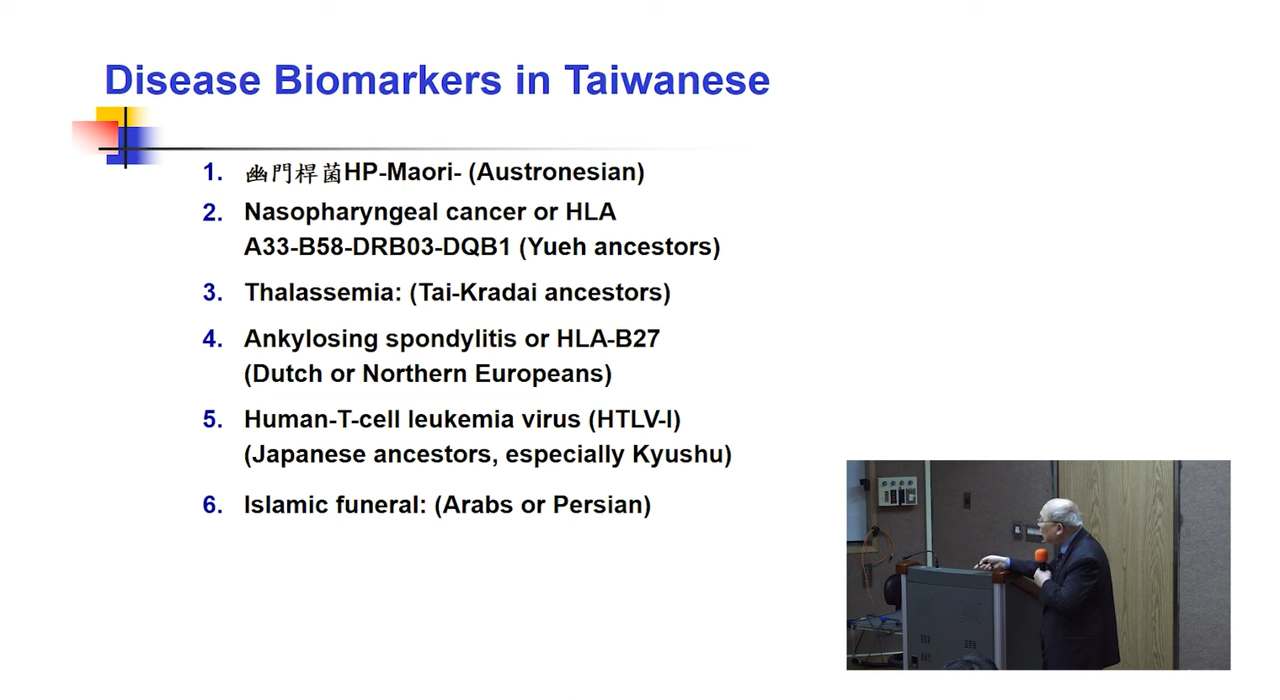 Disease Biomarkers in Taiwanese
1. 幽門桿菌HP-Maori- (Austronesian)
2. Nasopharyngeal cancer or HLA
A33-B58-DRB03-DQB1 (Yueh ancestors)
3. Thalassemia: (Tai-Kradai ancestors)
4. Ankylosing spondylitis or HLA-B27
(Dutch or Northern Europeans)
5. Human-T-cell leukemia virus (HTLV-I)
(Japanese ancestors, especially Kyushu)
6. Islamic funeral: (Arabs or Persian)